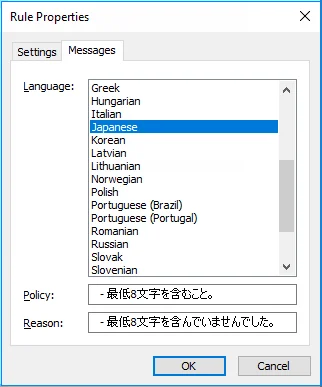 Rule Properties
Settings
Messages
Language:
Greek
Hungarian
Italian
Japanese
Korean
Latvian
Lithuanian
Norwegian
Polish
Portuguese (Brazil)
Portuguese (Portugal)
Romanian
Russian
Slovak
Slovenian
Policy:
- 最低8文字を含むこと。
Reason:
- 最低8文字を含んでいませんでした。
OK
Cancel